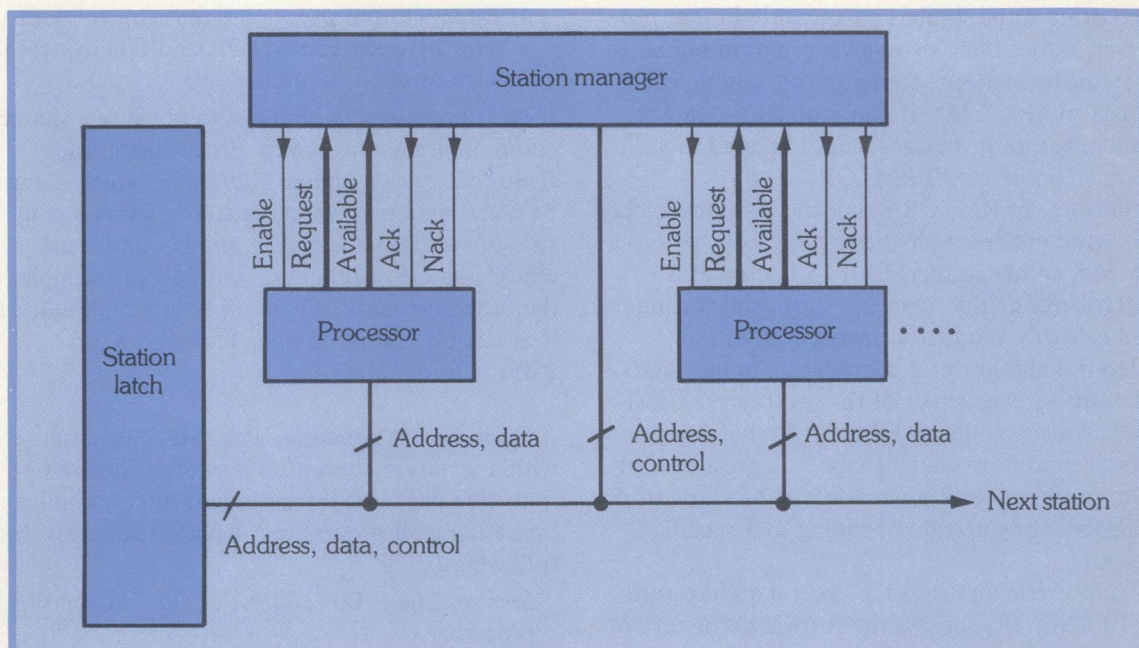 Station manager
Enable
Request
Available
Ack
Nack
Enable
Request
Available
Ack
Nack
Processor
Processor
Station
latch
Address, data
Address,
control
Address, data
Next station
Address, data, control